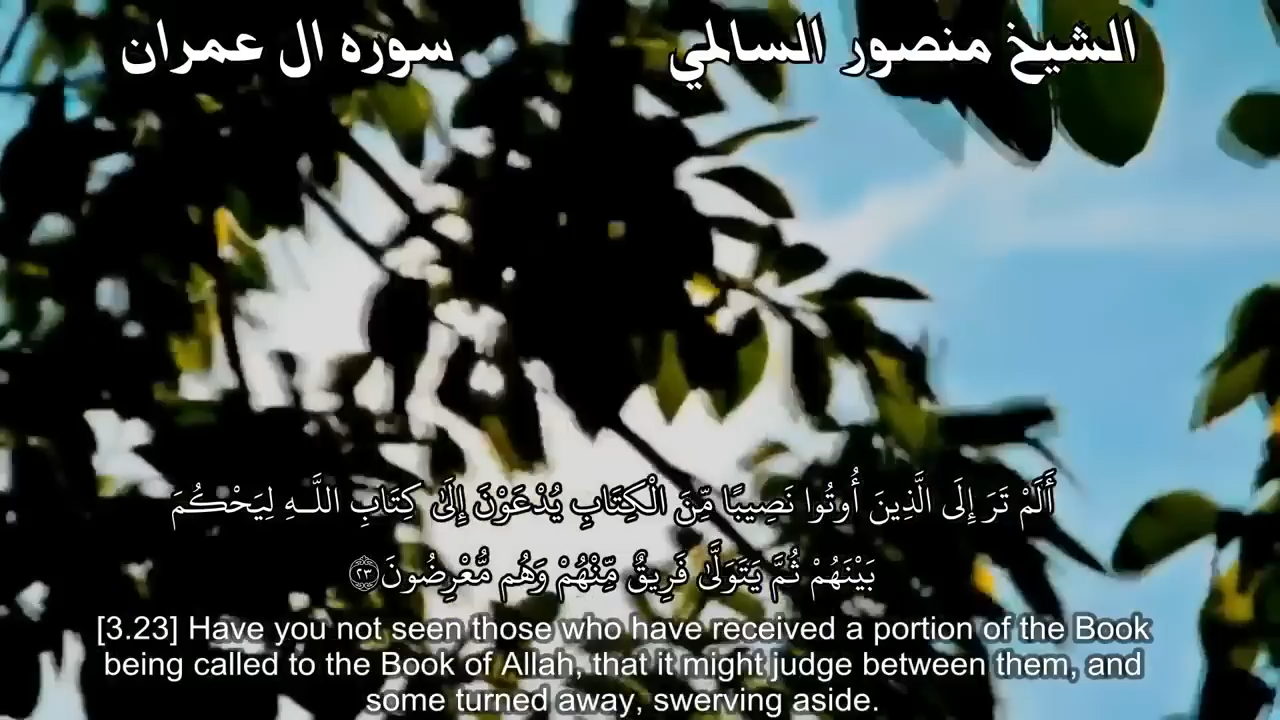 الشيخ منصور السالمي
سوره ال عمران
أَلَمْ تَرَ إِلَى الَّذِينَ أُوتُوا نَصِيبًا مِّنَ الْكِتَابِ يُدْعَوْنَ إِلَىٰ كِتَابِ اللَّـهِ لِيَحْكُمَ
بَيْنَهُمْ ثُمَّ يَتَوَلَّىٰ فَرِيقٌ مِّنْهُمْ وَهُم مُّعْرِضُونَ ﴿٢٣﴾
[3.23] Have you not seen those who have received a portion of the Book
being called to the Book of Allah, that it might judge between them, and
some turned away, swerving aside.